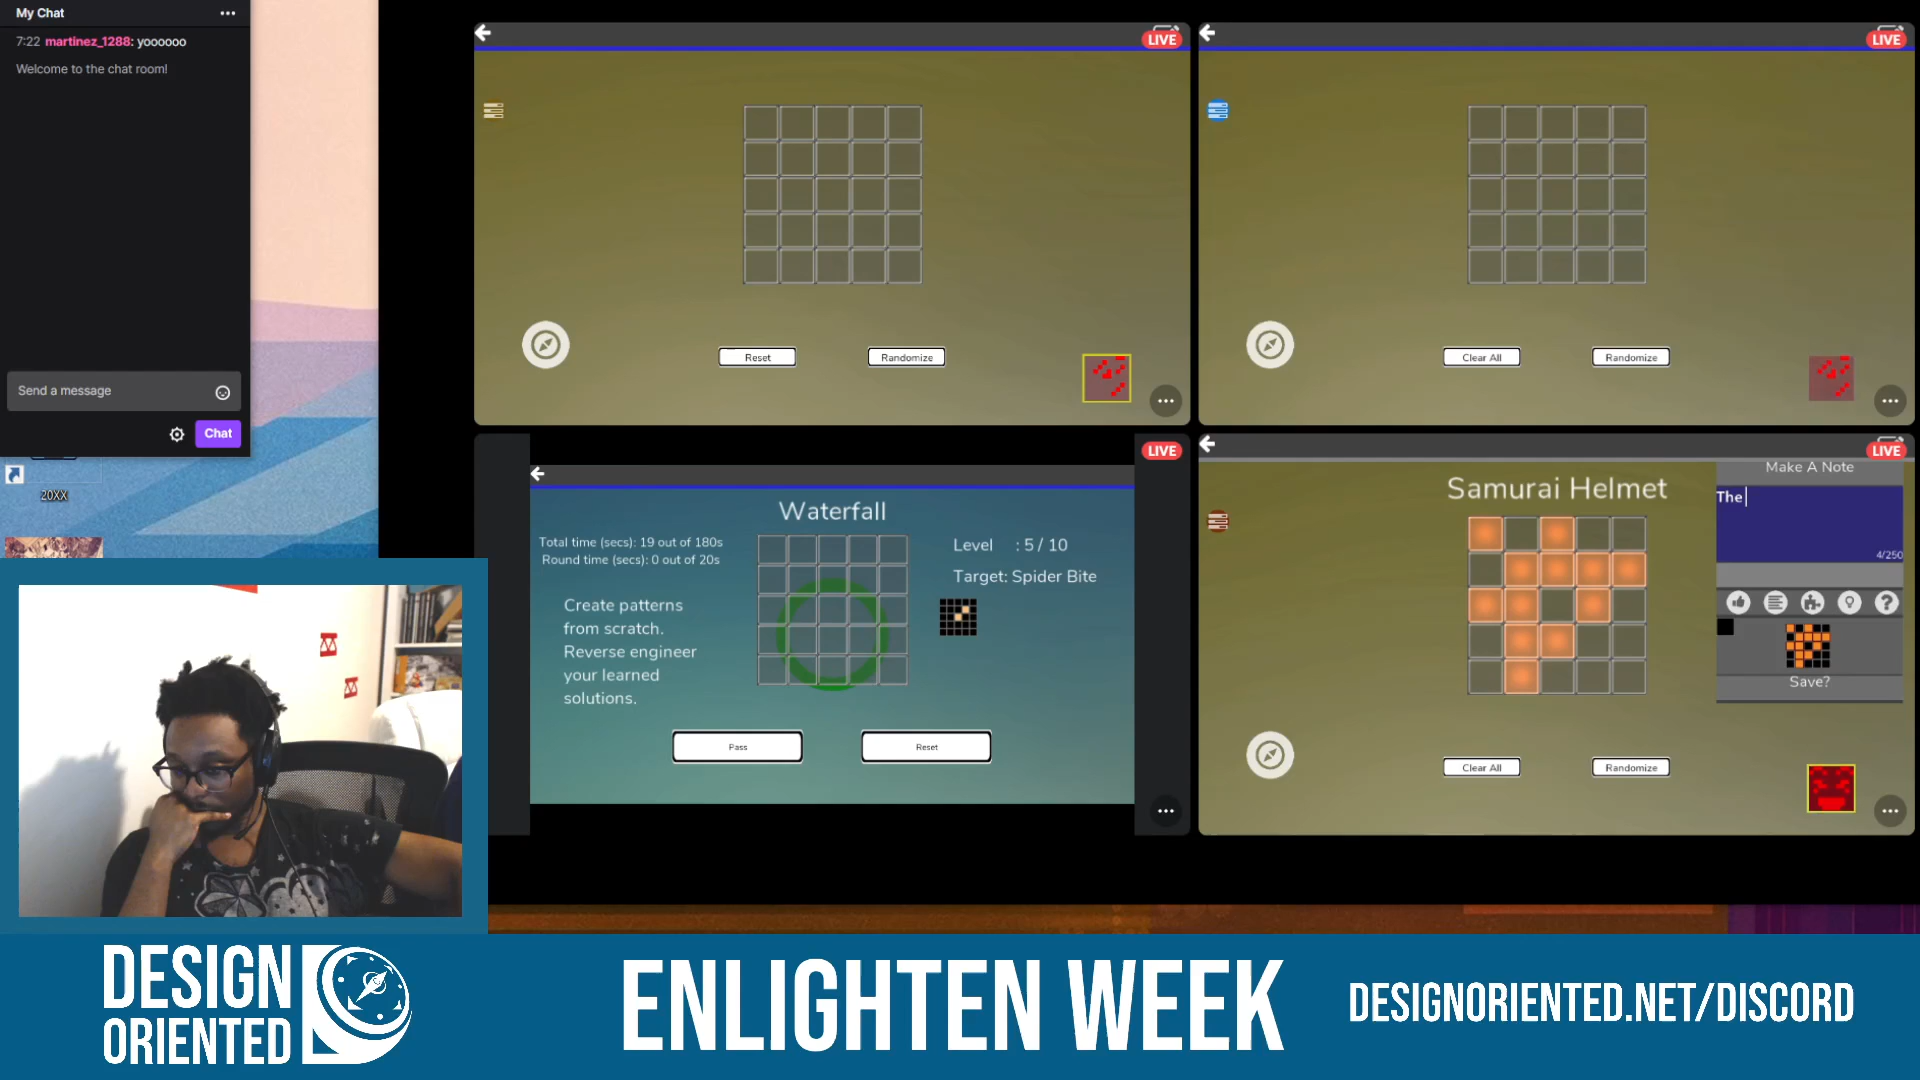 My Chat
7:22 martinez_1288: yoooooo
Welcome to the chat room!
Send a message
Chat
20XX
LIVE
Reset
Randomize
LIVE
Clear All
Randomize
LIVE
Waterfall
Total time (secs): 19 out of 180s
Round time (secs): 0 out of 20s
Level : 5 / 10
Target: Spider Bite
Create patterns
from scratch.
Reverse engineer
your learned
solutions.
Pass
Reset
LIVE
Samurai Helmet
Make A Note
The
4/250
Save?
Clear All
Randomize
DESIGN
ORIENTED
ENLIGHTEN WEEK
DESIGNORIENTED.NET/DISCORD